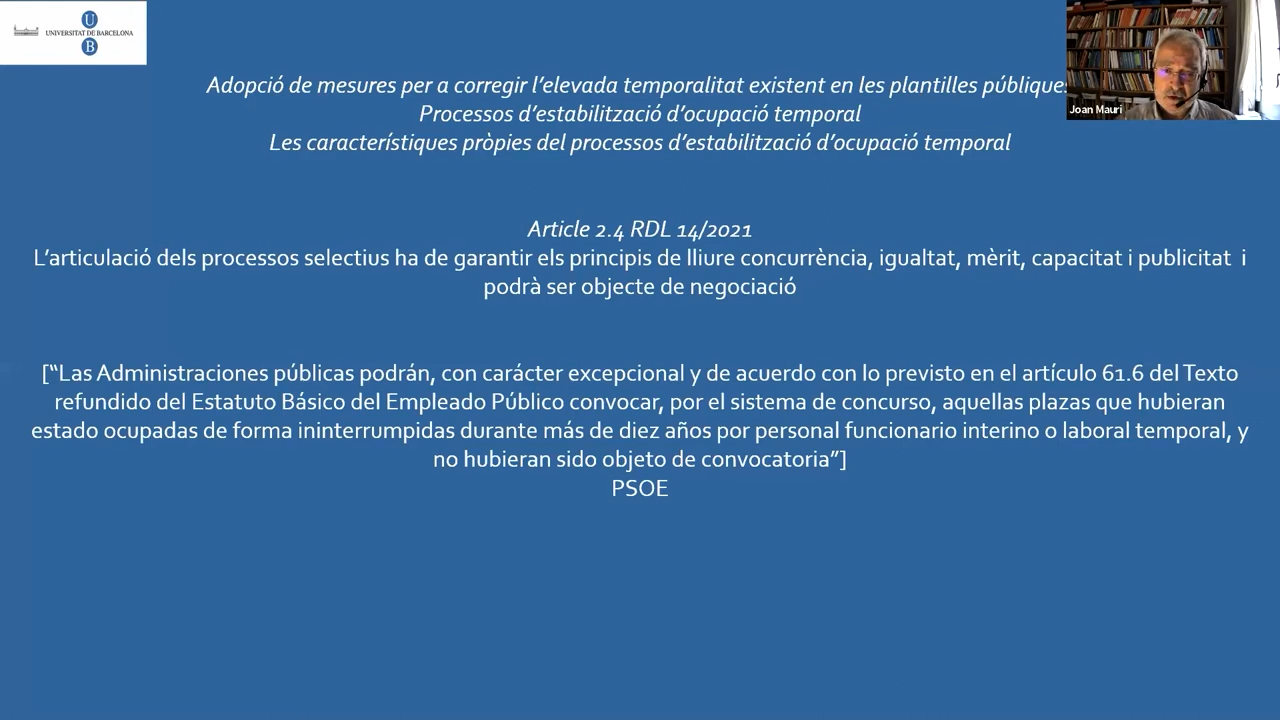 UNIVERSITAT DE BARCELONA
U
B
Adopció de mesures per a corregir l'elevada temporalitat existent en les plantilles públiques
Processos d'estabilització d'ocupació temporal
Les característiques pròpies del processos d'estabilització d'ocupació temporal
Joan Mauri
Article 2.4 RDL 14/2021
L'articulació dels processos selectius ha de garantir els principis de lliure concurrència, igualtat, mèrit, capacitat i publicitat i
podrà ser objecte de negociació
["Las Administraciones públicas podrán, con carácter excepcional y de acuerdo con lo previsto en el artículo 61.6 del Texto
refundido del Estatuto Básico del Empleado Público convocar, por el sistema de concurso, aquellas plazas que hubieran
estado ocupadas de forma ininterrumpidas durante más de diez años por personal funcionario interino o laboral temporal, y
no hubieran sido objeto de convocatoria"]
PSOE